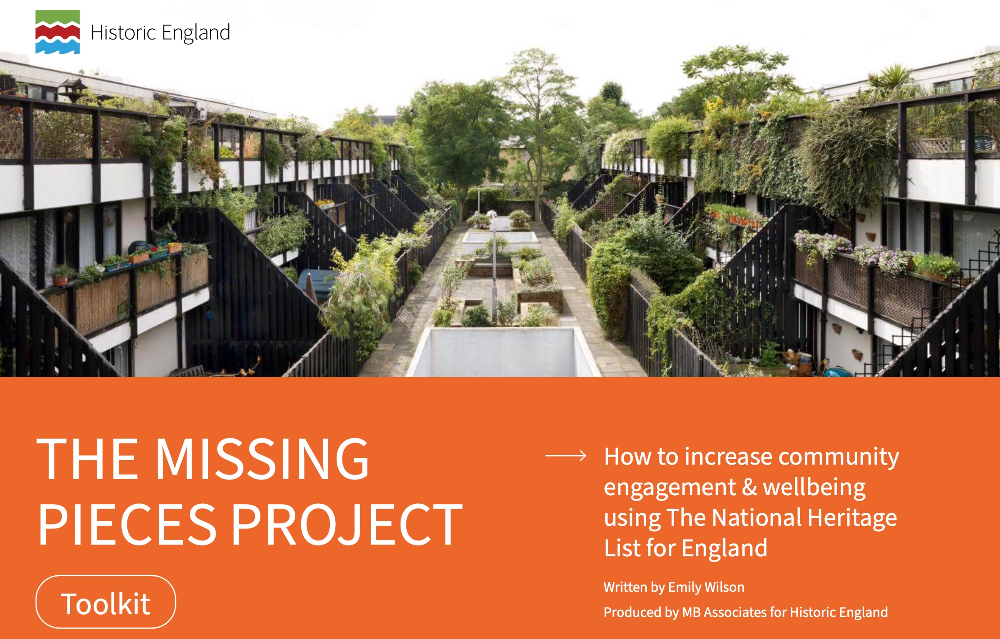 Historic England
THE MISSING
PIECES PROJECT
Toolkit
How to increase community
engagement & wellbeing
using The National Heritage
List for England
Written by Emily Wilson
Produced by MB Associates for Historic England